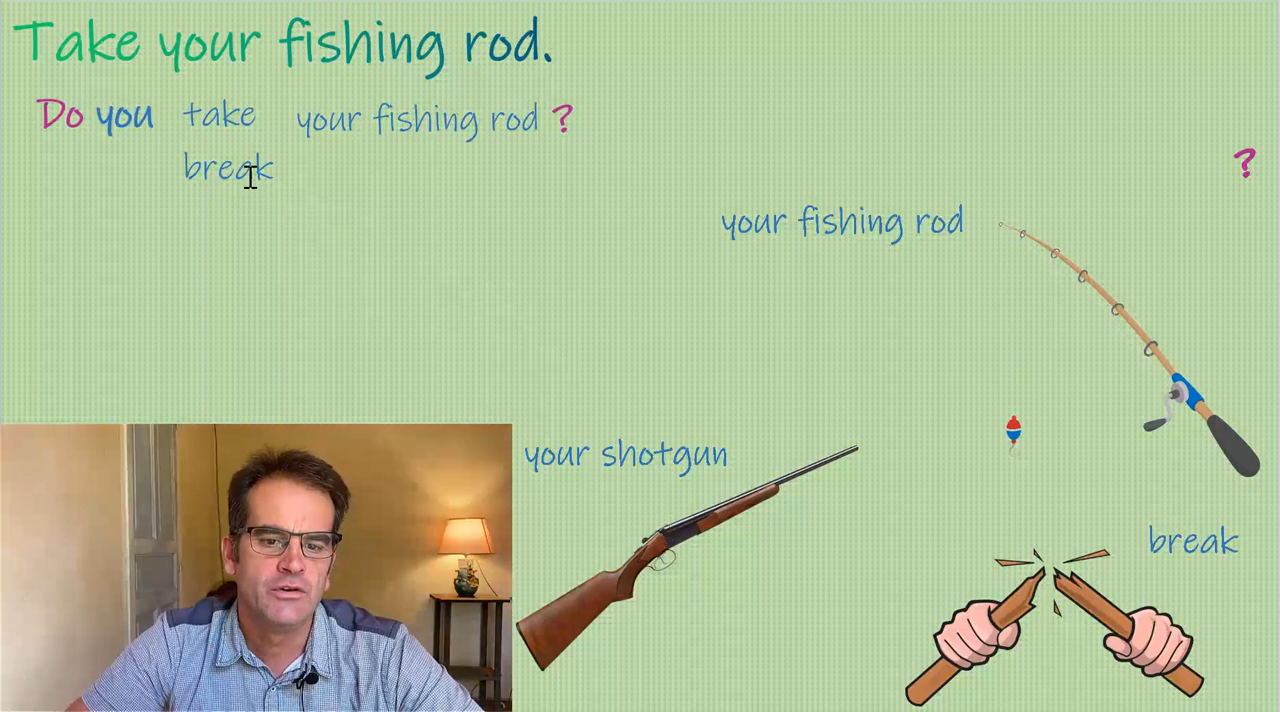 Take your fishing rod.
Do you take your fishing rod ?
break
?
your fishing rod
your shotgun
break